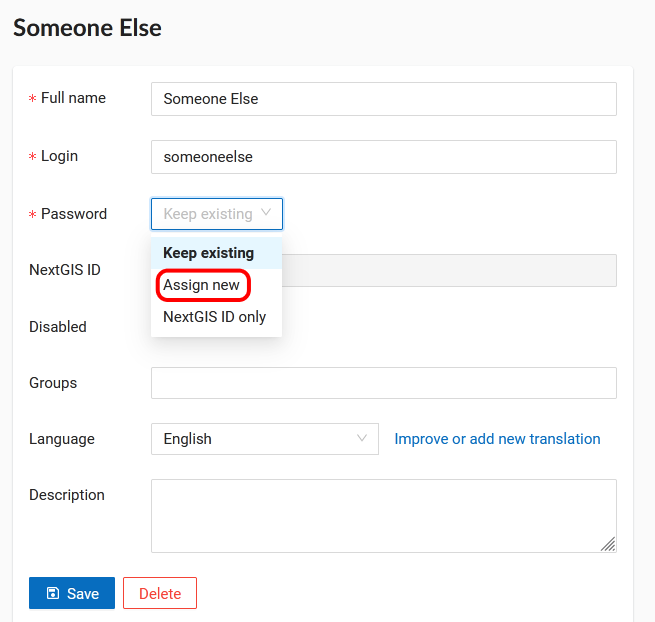 Someone Else
* Full name Someone Else
* Login someoneelse
* Password Keep existing
Keep existing
NextGIS ID
Assign new
NextGIS ID only
Disabled
Groups
Language English Improve or add new translation
Description
Save Delete